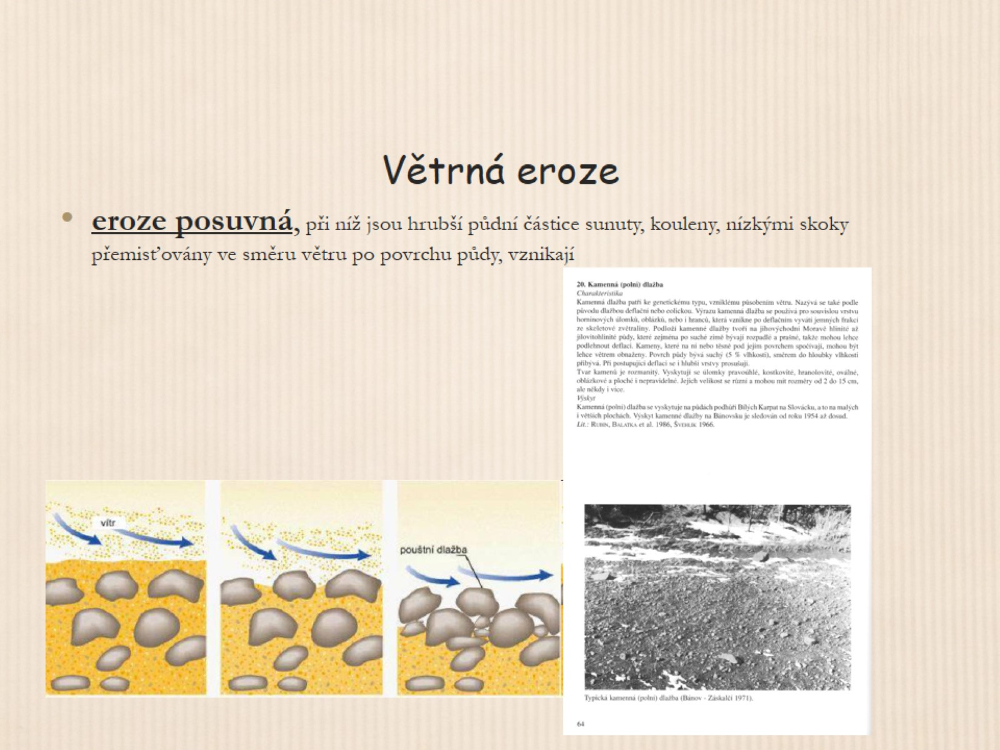 Větrná eroze
eroze posuvná, při níž jsou hrubší půdní částice sunuty, kouleny, nízkými skoky
přemisťovány ve směru větru po povrchu půdy, vznikají
20. Kamenná (polní) dlažba
Charakteristika
Kamenná dlažba patří ke genetickému typu, vzniklému působením větru. Nazývá se také podle
původu dlažbou deflační nebo eolickou. Výrazu kamenná dlažba se používá pro souvislou vrstvu
horninových úlomků, oblázků, nebo i hranců, která vznikne po deflačním vyvátí jemných frakcí
ze skeletové zvětraliny. Podloží kamenné dlažby tvoří na jihovýchodní Moravě hlinité až
jílovitohlinité půdy, které zejména po suché zimě bývají rozpadlé a prašné, takže mohou lehce
podlehnout deflaci. Kameny, které na ní nebo těsně pod jejím povrchem spočívají, mohou být
lehce větrem obnaženy. Povrch půdy bývá suchý (5 % vlhkosti), směrem do hloubky vlhkosti
přibývá. Při postupující deflaci se i hlubší vrstvy prosušují.
Tvar kamenů je rozmanitý. Vyskytují se úlomky pravoúhlé, kostkovité, hranolovité, oválné,
oblázkové a ploché i nepravidelné. Jejich velikost se různí a mohou mít rozměry od 2 do 15 cm,
ale někdy i více.
Výskyt
Kamenná (polní) dlažba se vyskytuje na půdách podhůří Bílých Karpat na Slovácku, a to na malých
i větších plochách. Výskyt kamenné dlažby na Bánovsku je sledován od roku 1954 až dosud.
Lit.: RUBÍN, BALATKA et al. 1986, ŠVEHLÍK 1966.
vítr
pouštní dlažba
Typická kamenná (polní) dlažba (Bánov - Záskalčí 1971).
64